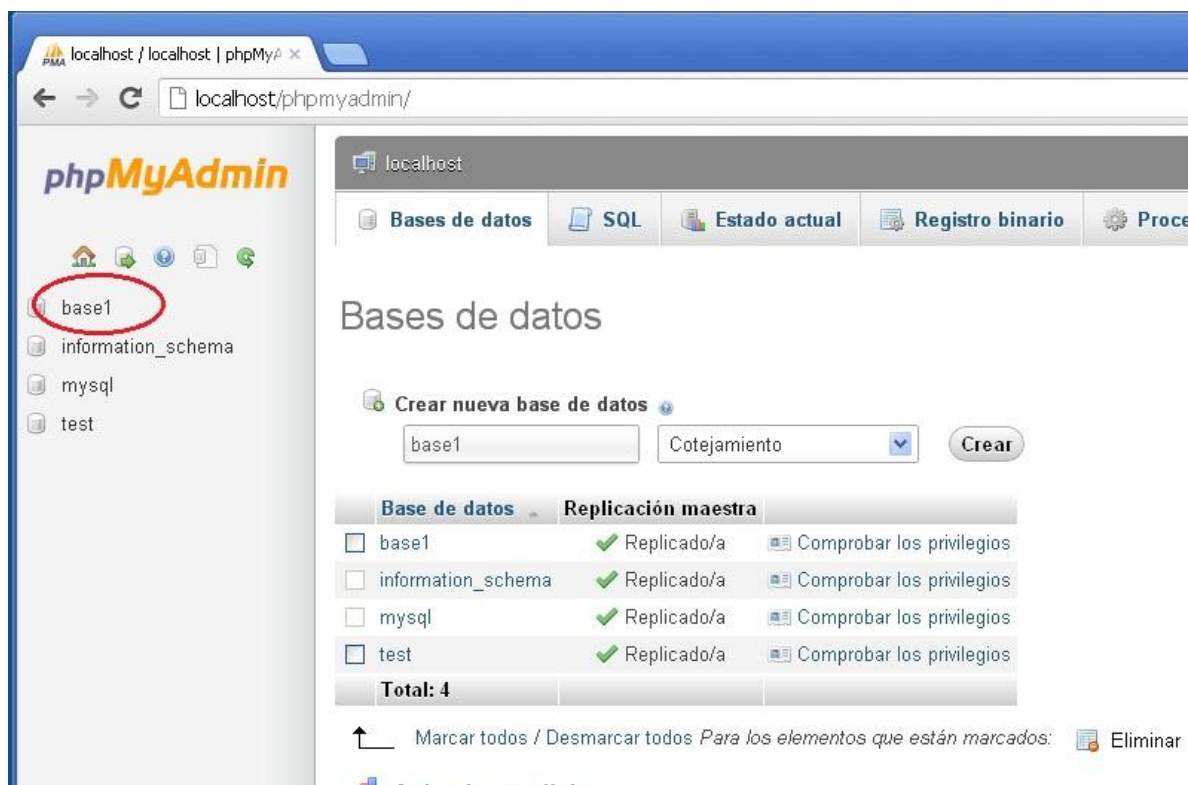 localhost / localhost | phpMyA
localhost/phpmyadmin/
phpMyAdmin
localhost
Bases de datos SQL Estado actual Registro binario Proce
base1
information_schema
mysql
test
Bases de datos
Crear nueva base de datos
base1 Cotejamiento Crear
Base de datos Replicación maestra
base1 Replicado/a Comprobar los privilegios
information_schema Replicado/a Comprobar los privilegios
mysql Replicado/a Comprobar los privilegios
test Replicado/a Comprobar los privilegios
Total: 4
Marcar todos / Desmarcar todos Para los elementos que están marcados: Eliminar